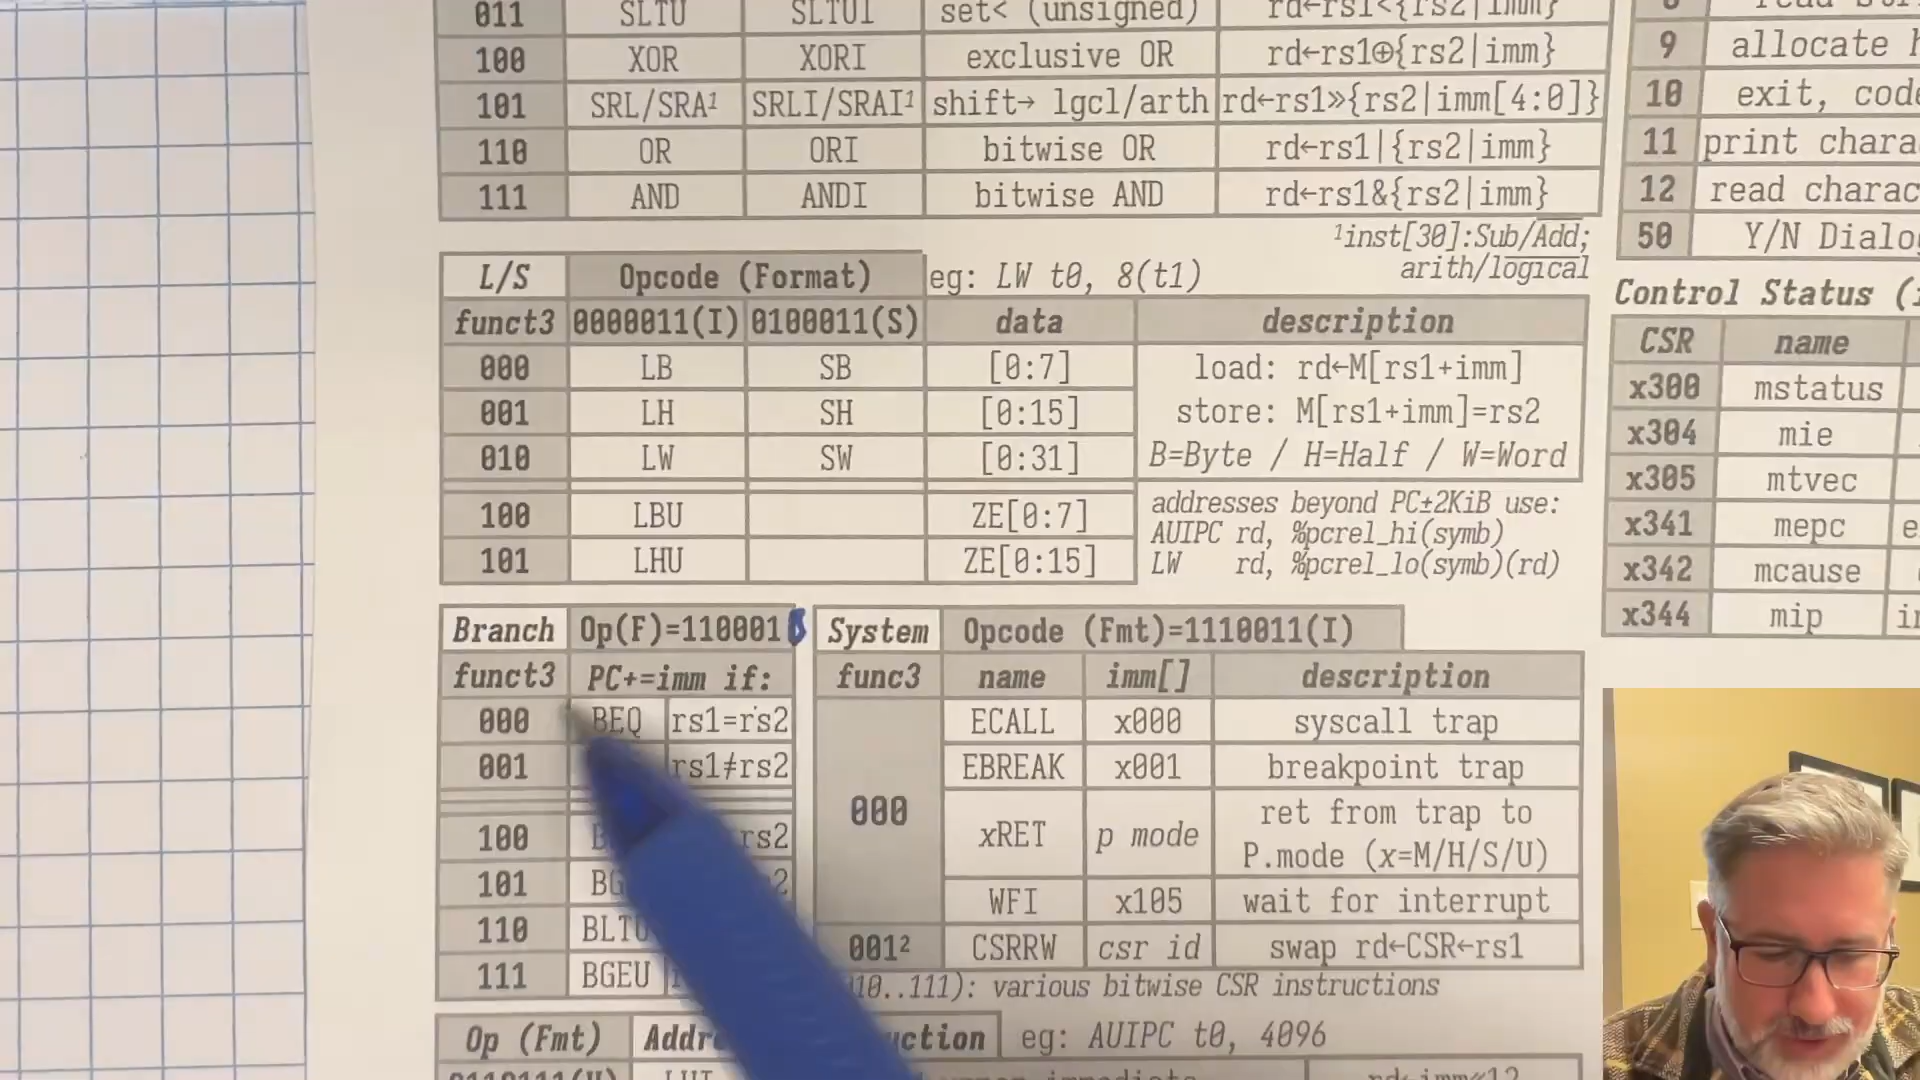 011 SLTU SLTUI set< (unsigned) rd←rs1<{rs2|imm}
100 XOR XORI exclusive OR rd←rs1⊕{rs2|imm}
101 SRL/SRA¹ SRLI/SRAI¹ shift→ lgcl/arth rd←rs1»{rs2|imm[4:0]}
110 OR ORI bitwise OR rd←rs1|{rs2|imm}
111 AND ANDI bitwise AND rd←rs1&{rs2|imm}
¹inst[30]:Sub/Add;
arith/logical
L/S Opcode (Format) eg: LW t0, 8(t1)
funct3 0000011(I) 0100011(S) data description
000 LB SB [0:7] load: rd←M[rs1+imm]
001 LH SH [0:15] store: M[rs1+imm]=rs2
010 LW SW [0:31] B=Byte / H=Half / W=Word
100 LBU ZE[0:7]
101 LHU ZE[0:15]
addresses beyond PC±2KiB use:
AUIPC rd, %pcrel_hi(symb)
LW rd, %pcrel_lo(symb)(rd)
Branch Op(F)=110001
funct3 PC+=imm if:
000 BEQ rs1=rs2
001 rs1≠rs2
100 rs2
101
110
111 BGEU
System Opcode (Fmt)=1110011(I)
func3 name imm[] description
000 ECALL x000 syscall trap
EBREAK x001 breakpoint trap
xRET p mode ret from trap to
P.mode (x=M/H/S/U)
WFI x105 wait for interrupt
001² CSRRW csr id swap rd←CSR←rs1
10..111): various bitwise CSR instructions
Op (Fmt) eg: AUIPC t0, 4096
9 allocate
10 exit, code
11 print chara
12 read charac
50 Y/N Dialo
Control Status
CSR name
x300 mstatus
x304 mie
x305 mtvec
x341 mepc
x342 mcause
x344 mip